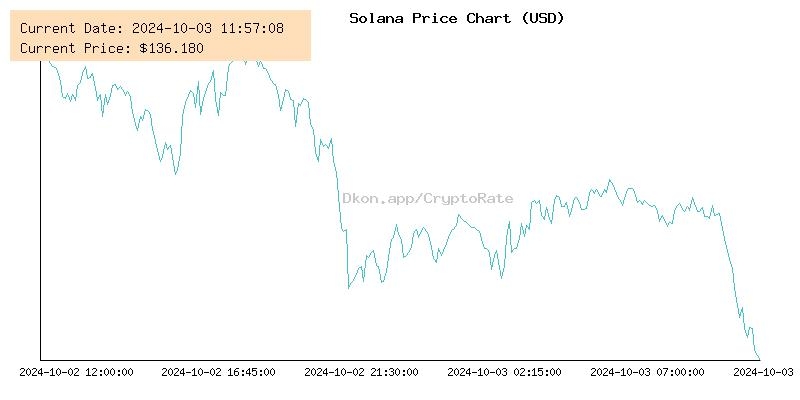 Solana Price Chart (USD)
Current Date: 2024-10-03 11:57:08
Current Price: $136.180
Dkon.app/CryptoRate
2024-10-02 12:00:00 2024-10-02 16:45:00 2024-10-02 21:30:00 2024-10-03 02:15:00 2024-10-03 07:00:00 2024-10-03